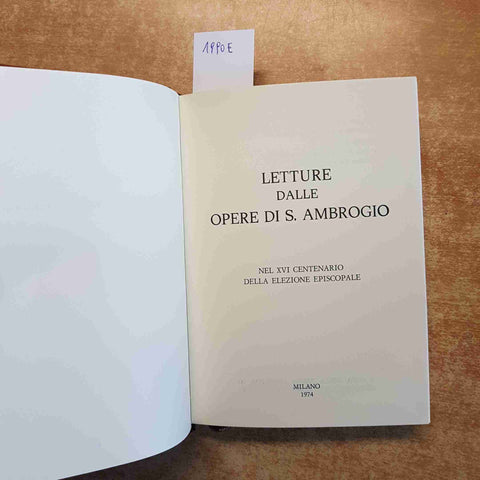 1990E
LETTURE
DALLE
OPERE DI S. AMBROGIO
NEL XVI CENTENARIO
DELLA ELEZIONE EPISCOPALE
MILANO
1974